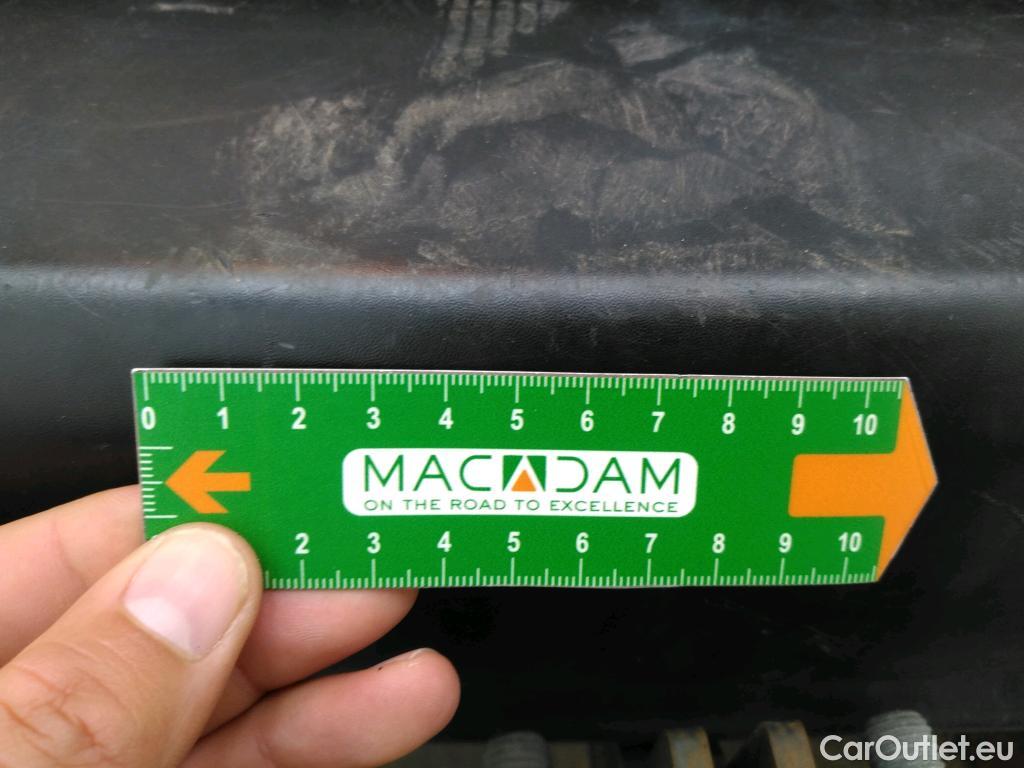 0 1 2 3 4 5 6 7 8 9 10
MACADAM
ON THE ROAD TO EXCELLENCE
2 3 4 5 6 7 8 9 10
CarOutlet.eu